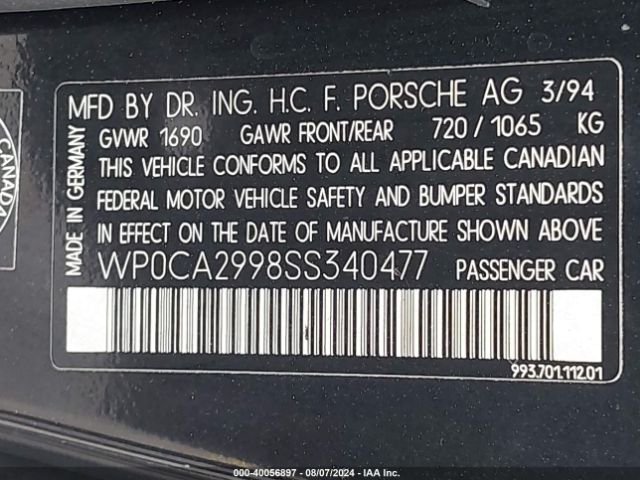 MFD BY DR. ING. H.C. F. PORSCHE AG 3/94
GVWR 1690 GAWR FRONT/REAR 720 / 1065 KG
THIS VEHICLE CONFORMS TO ALL APPLICABLE CANADIAN
FEDERAL MOTOR VEHICLE SAFETY AND BUMPER STANDARDS
IN EFFECT ON THE DATE OF MANUFACTURE SHOWN ABOVE
WP0CA2998SS340477 PASSENGER CAR
993.701.112.01
MADE IN GERMANY
CANADA
000-40056897 - 08/07/2024 - IAA Inc.